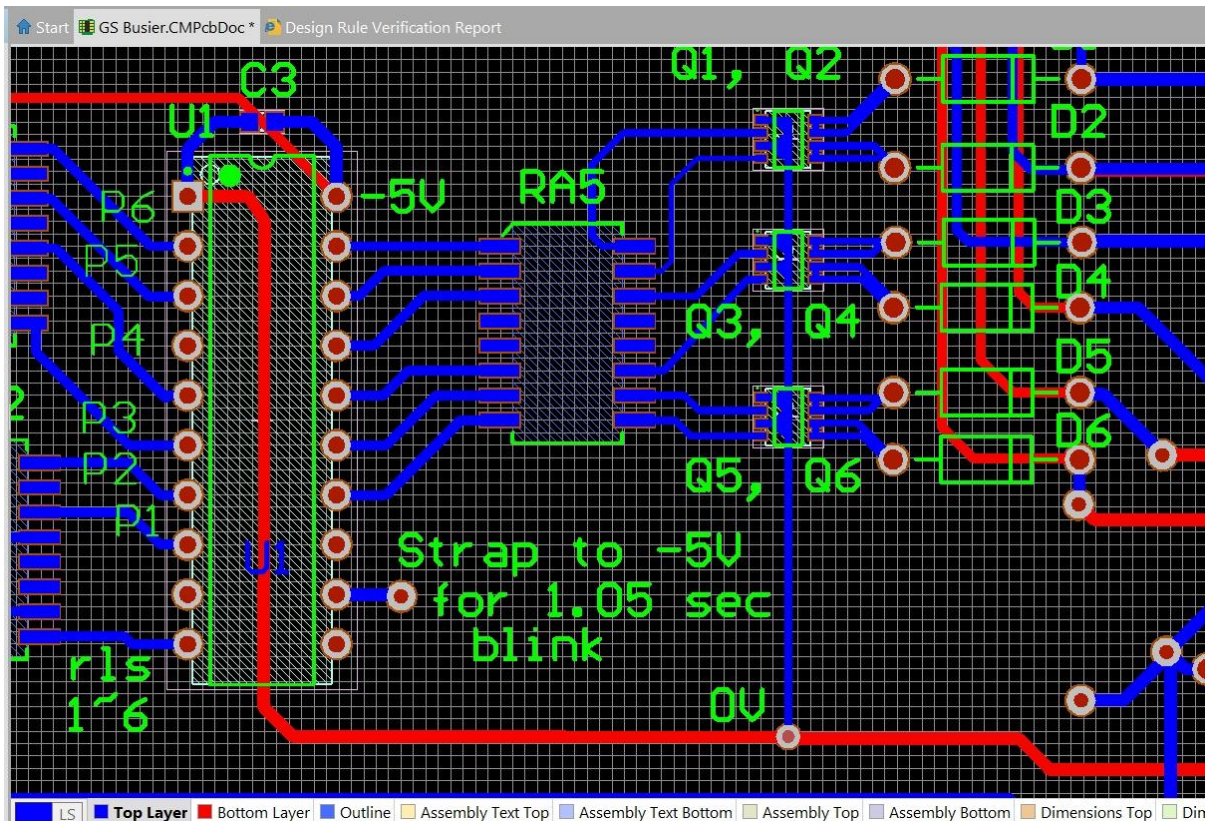 Start GS Busier.CMPcbDoc * Design Rule Verification Report
Q1, Q2
C3
U1
D2
-5V
RA5
P6
D3
P5
D4
Q3, Q4
P4
D5
P3
D6
P2
Q5, Q6
P1
U1
Strap to -5V
for 1.05 sec
blink
rls
1~6
0V
LS Top Layer Bottom Layer Outline Assembly Text Top Assembly Text Bottom Assembly Top Assembly Bottom Dimensions Top